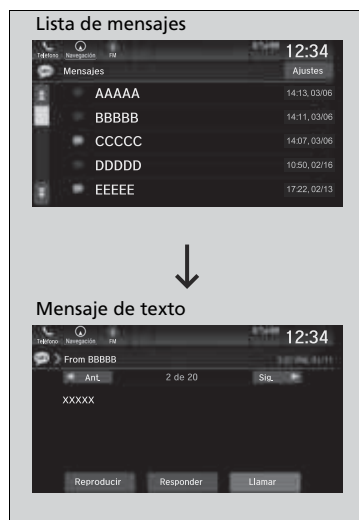 Lista de mensajes
Teléfono Navegación FM 12:34
Mensajes Ajustes
AAAAA 14:13, 03/06
BBBBB 14:11, 03/06
CCCCC 14:07, 03/06
DDDDD 10:50, 02/16
EEEEE 17:22, 02/13
Mensaje de texto
Teléfono Navegación FM 12:34
From BBBBB
Ant. 2 de 20 Sig.
XXXXX
Reproducir Responder Llamar